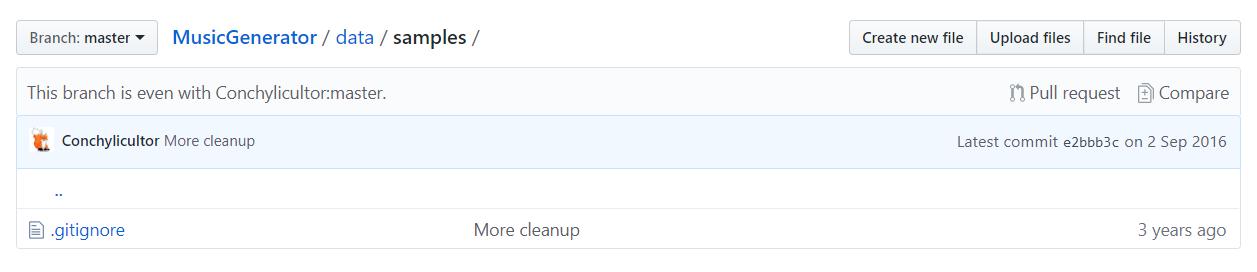 Branch: master MusicGenerator / data / samples / Create new file Upload files Find file History
This branch is even with Conchylicultor:master. Pull request Compare
Conchylicultor More cleanup Latest commit e2bbb3c on 2 Sep 2016
..
.gitignore More cleanup 3 years ago